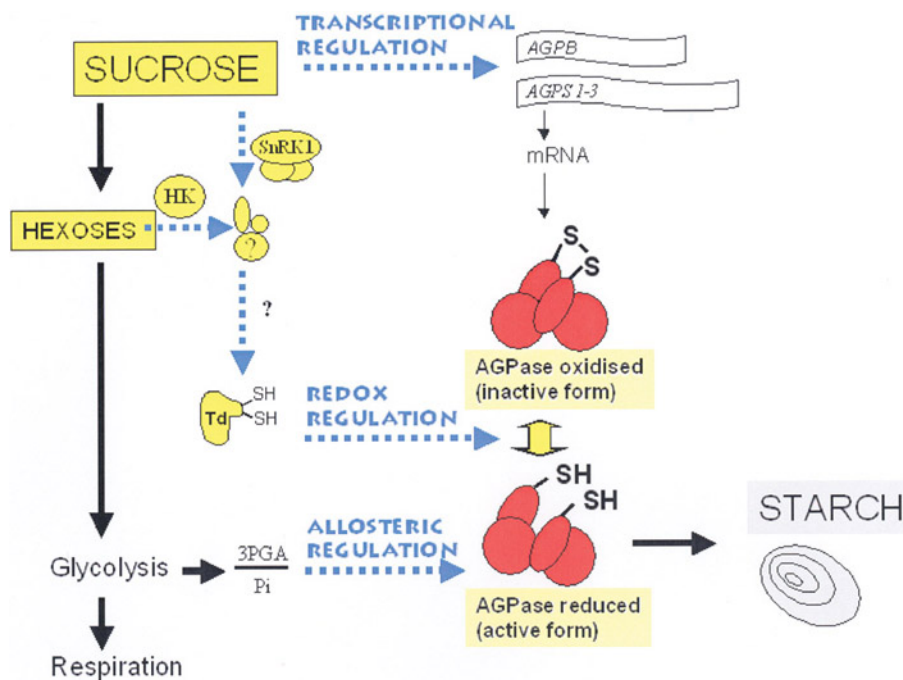 TRANSCRIPTIONAL
REGULATION
SUCROSE
AGPB
AGPS 1-3
SnRK1
mRNA
HK
HEXOSES
?
S
S
?
AGPase oxidised
(inactive form)
SH
SH
Td
REDOX
REGULATION
SH
SH
STARCH
ALLOSTERIC
REGULATION
Glycolysis
3PGA
Pi
AGPase reduced
(active form)
Respiration